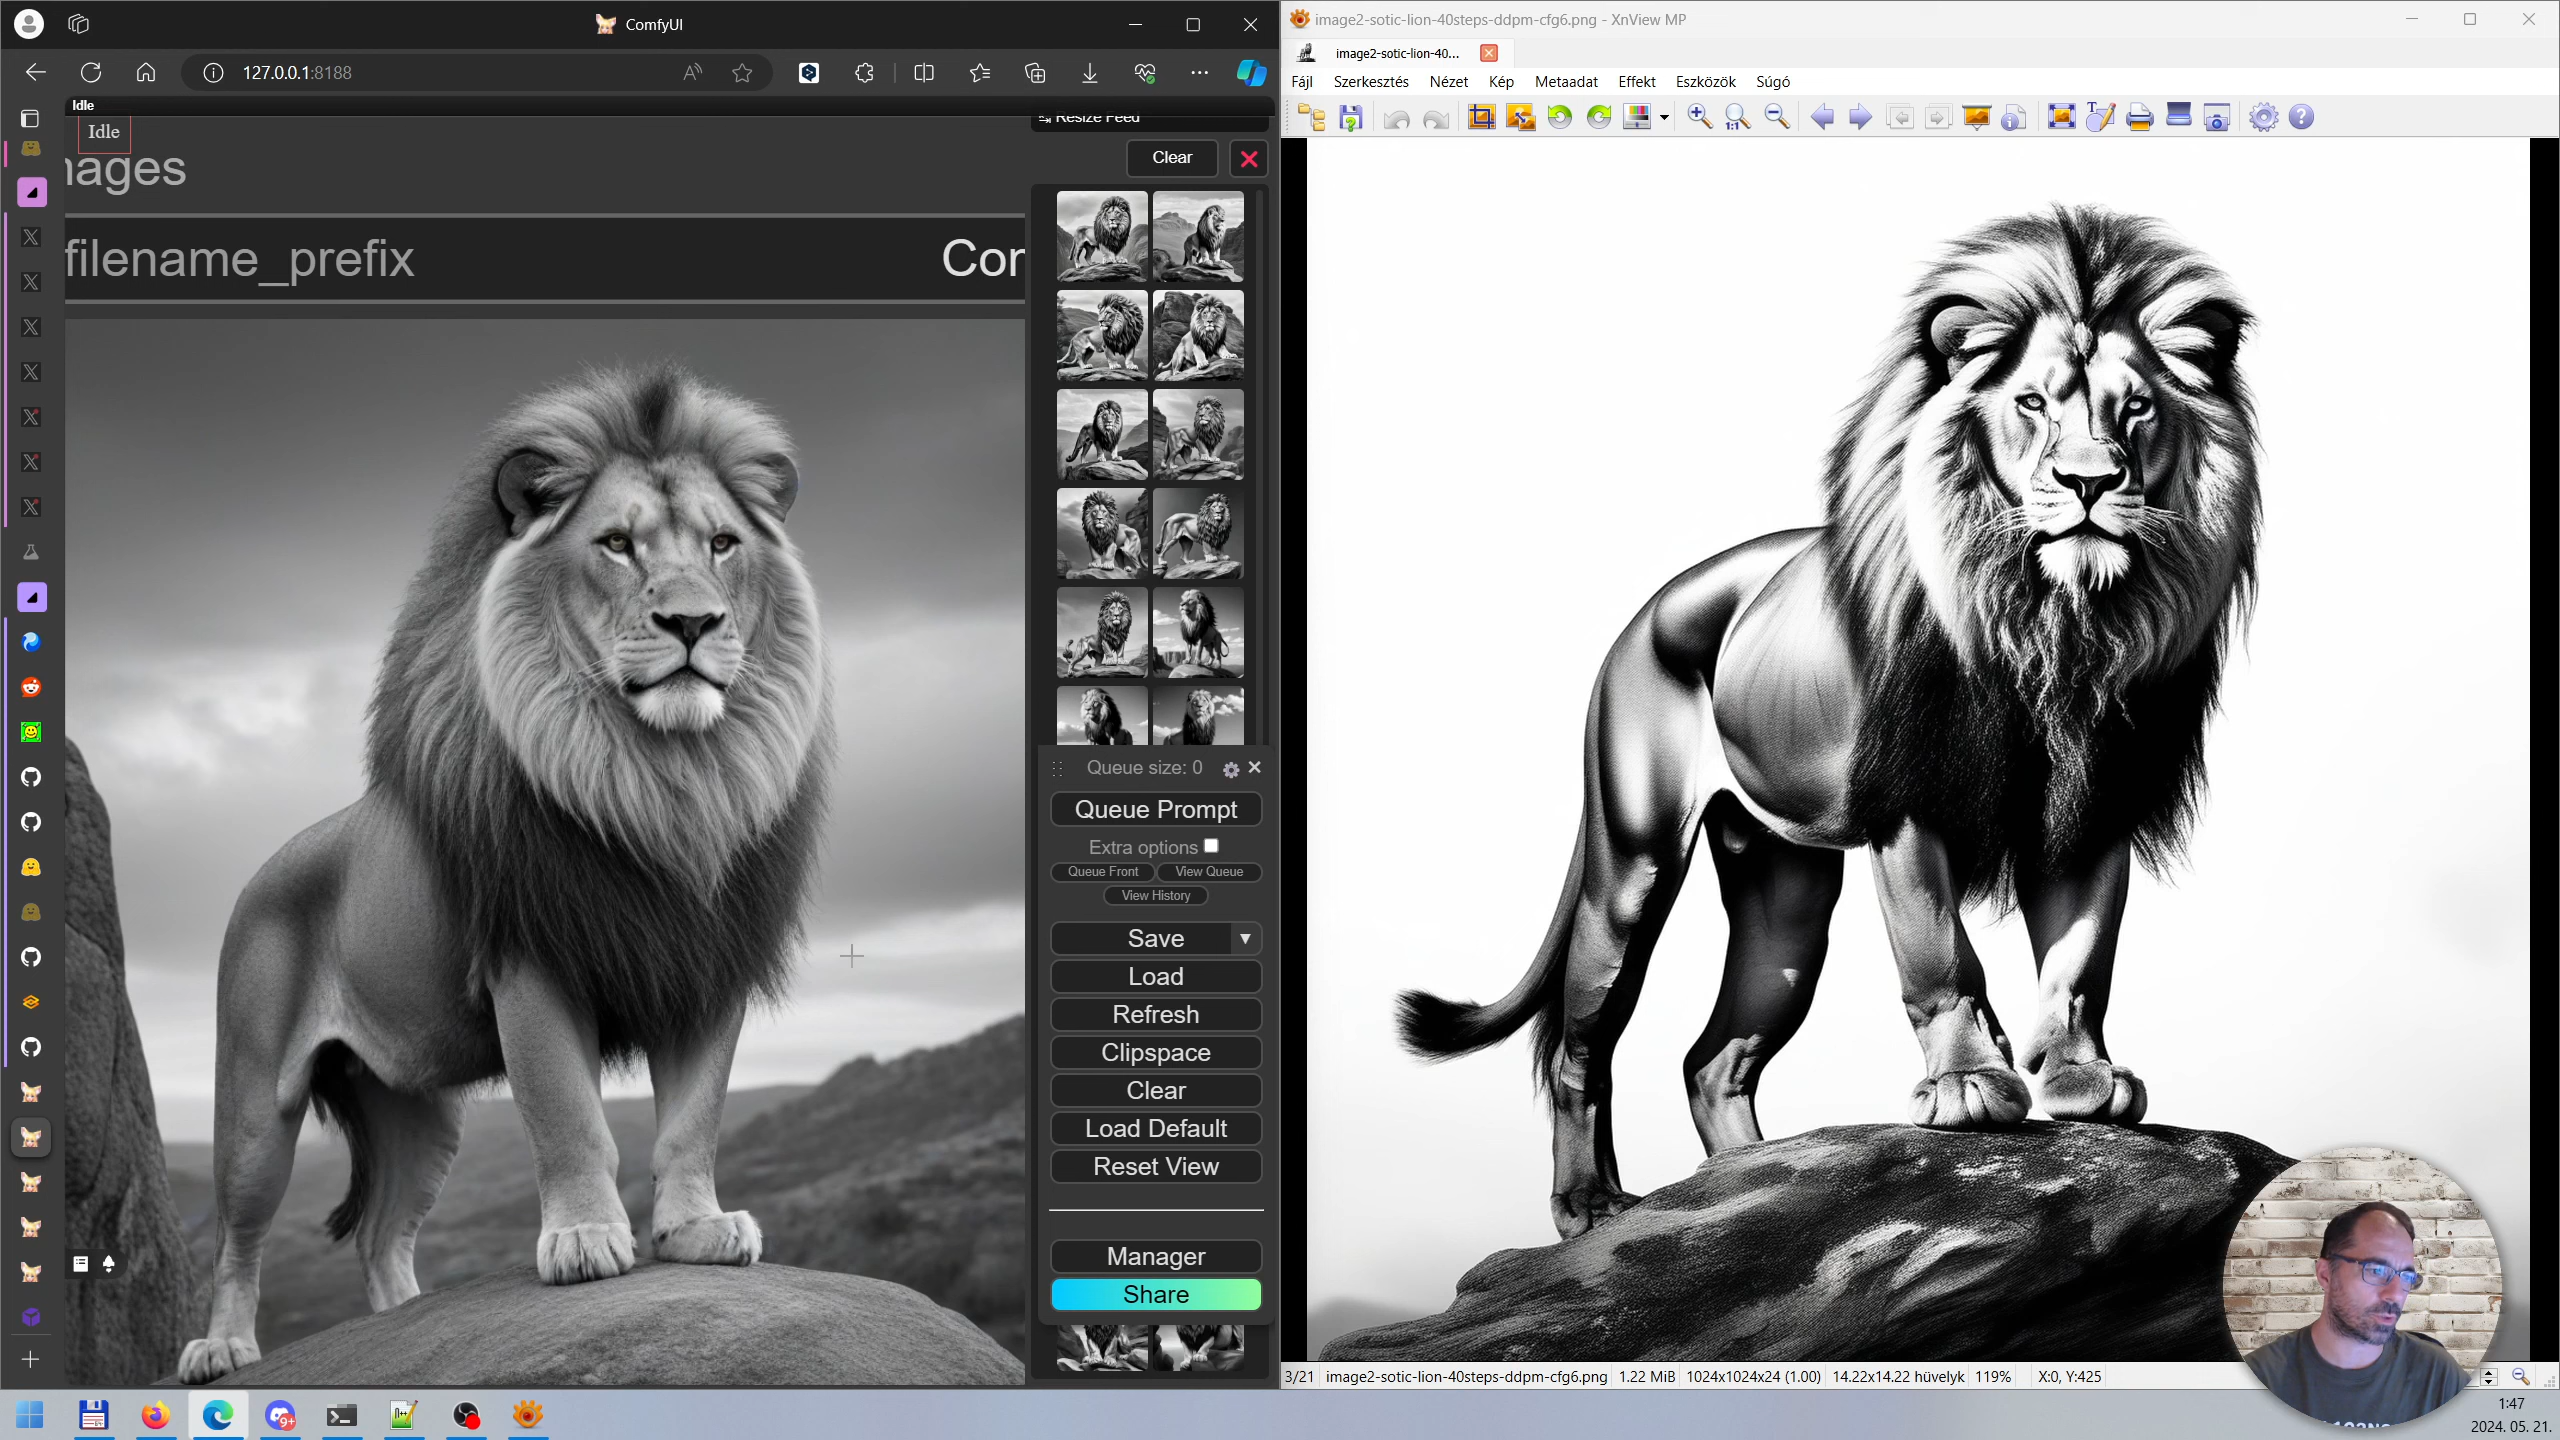 ComfyUI
127.0.0.1:8188
Idle
Idle
Resize Feed
Clear
filename_prefix
Queue size: 0
Queue Prompt
Extra options
Queue Front
View Queue
View History
Save
Load
Refresh
Clipspace
Clear
Load Default
Reset View
Manager
Share
image2-sotic-lion-40steps-ddpm-cfg6.png - XnView MP
image2-sotic-lion-40...
Fájl Szerkesztés Nézet Kép Metaadat Effekt Eszközök Súgó
3/21 image2-sotic-lion-40steps-ddpm-cfg6.png 1.22 MiB 1024x1024x24 (1.00) 14.22x14.22 hüvelyk 119% X:0, Y:425
9+
1:47
2024. 05. 21.